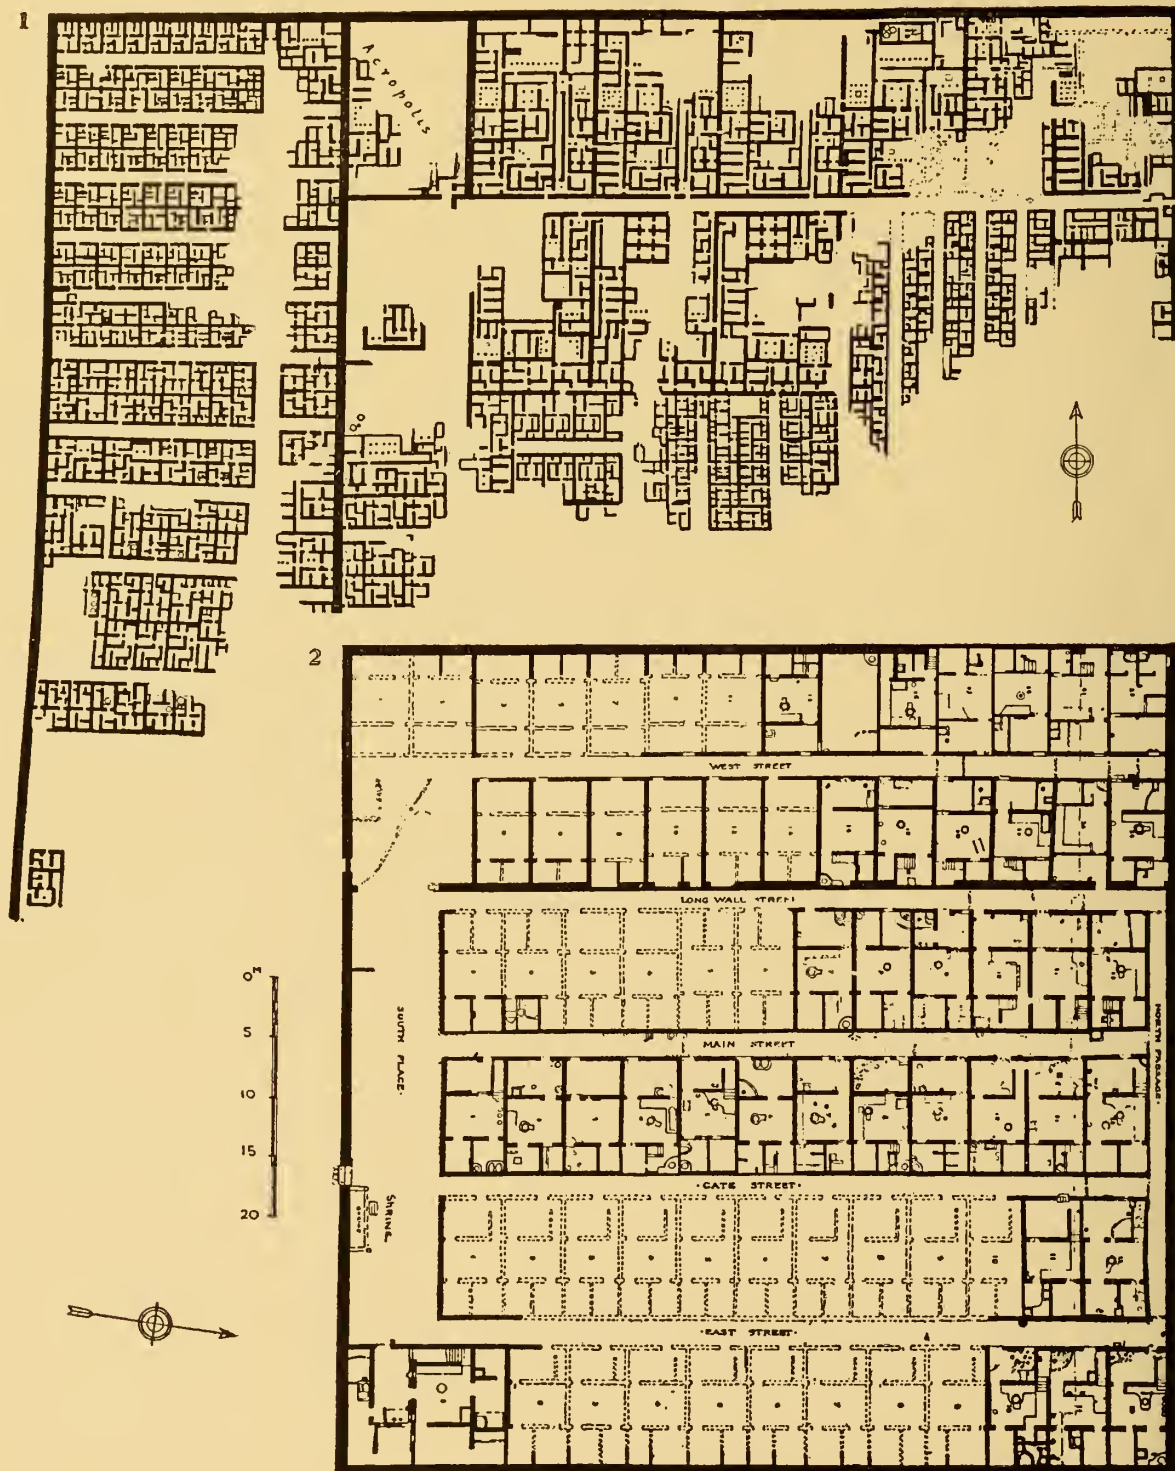 1
Acropolis
2
WEST STREET
LONG WALL STREET
0M
5
10
15
20
SOUTH PLACE.
MAIN STREET
NORTH PASSAGE.
·GATE STREET·
SHRINE
·EAST STREET·